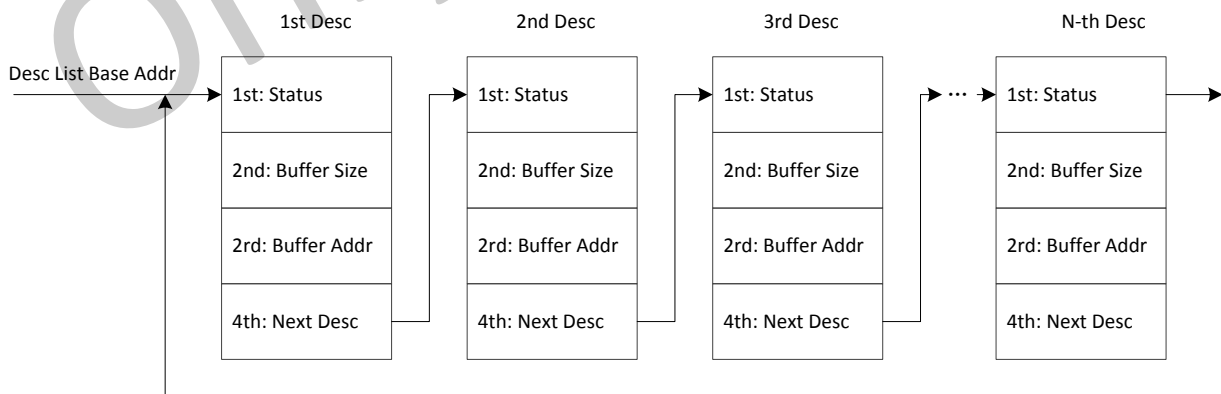 1st Desc 2nd Desc 3rd Desc N-th Desc
Desc List Base Addr
1st: Status 1st: Status 1st: Status ... 1st: Status
2nd: Buffer Size 2nd: Buffer Size 2nd: Buffer Size 2nd: Buffer Size
2rd: Buffer Addr 2rd: Buffer Addr 2rd: Buffer Addr 2rd: Buffer Addr
4th: Next Desc 4th: Next Desc 4th: Next Desc 4th: Next Desc